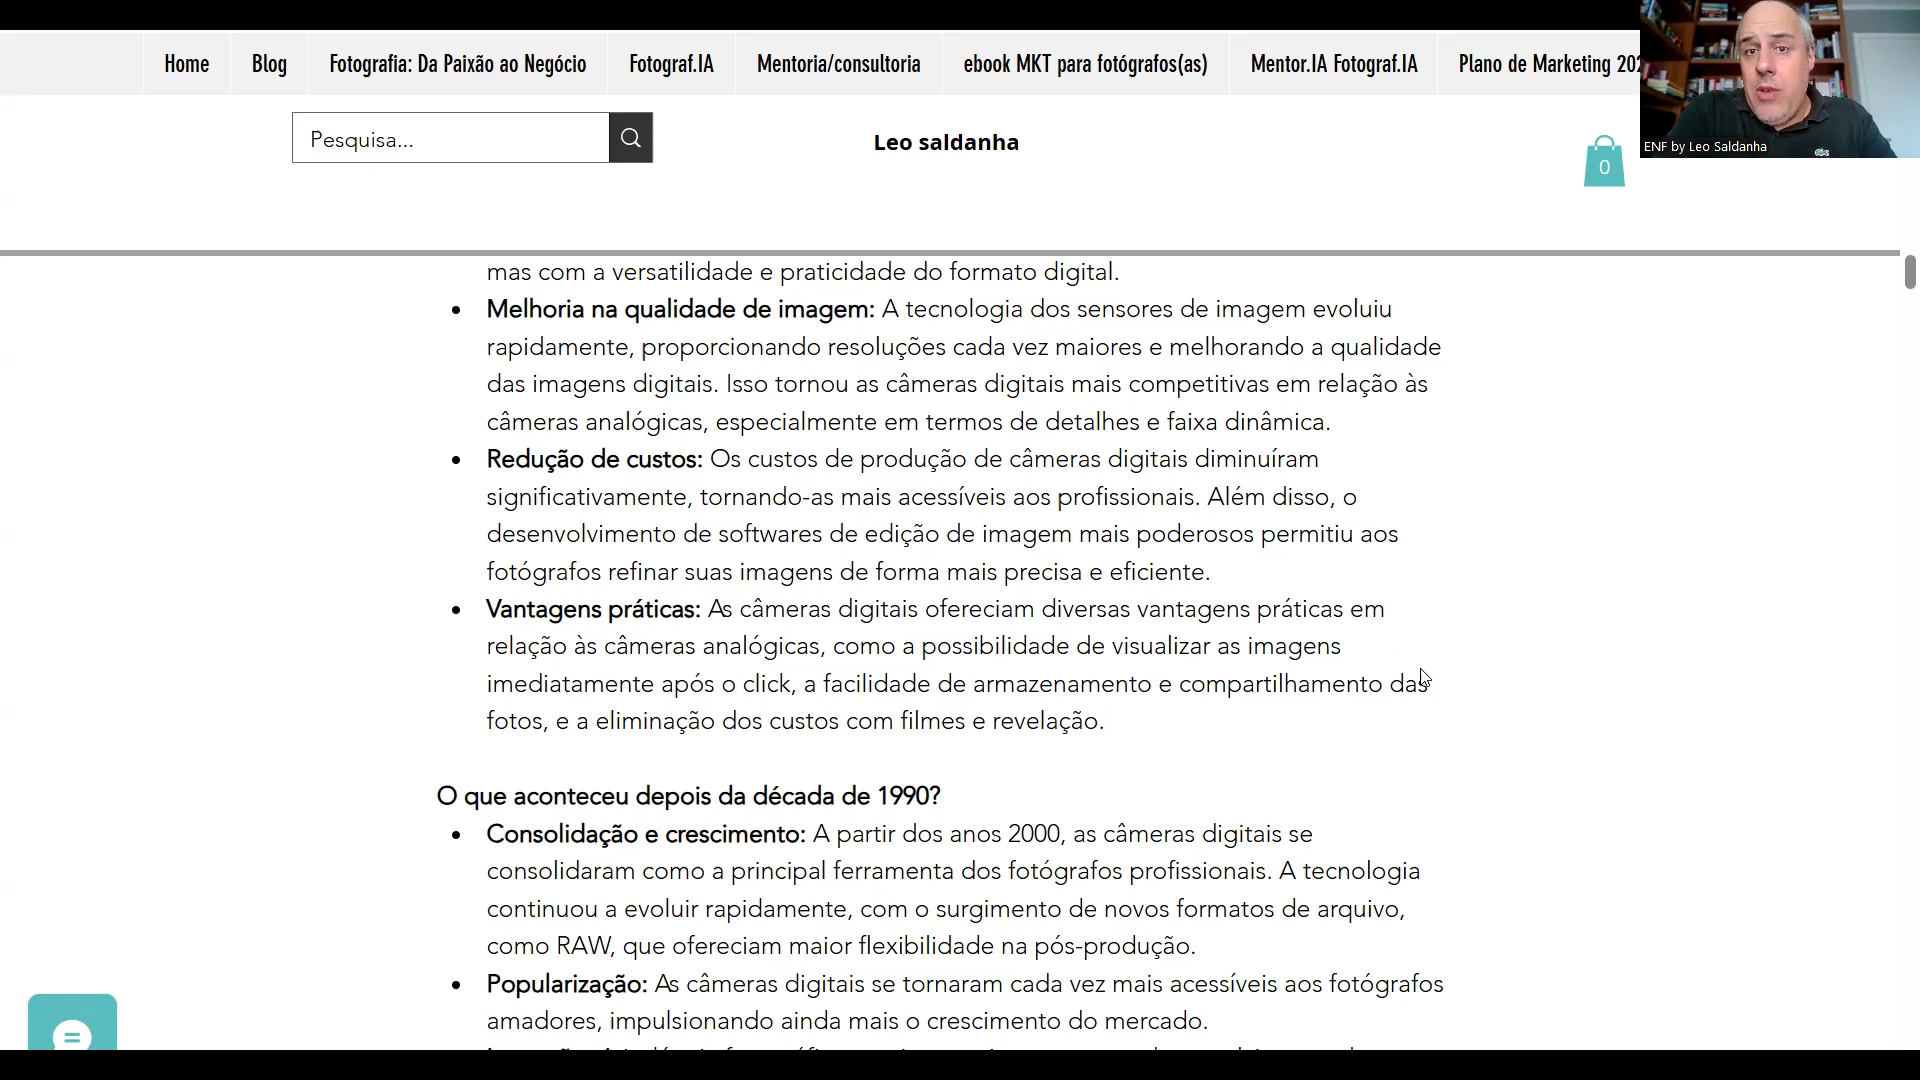 Home Blog Fotografia: Da Paixão ao Negócio Fotograf.IA Mentoria/consultoria ebook MKT para fotógrafos(as) Mentor.IA Fotograf.IA Plano de Marketing
ENF by Leo Saldanha
Pesquisa...
Leo saldanha
0
mas com a versatilidade e praticidade do formato digital.
• Melhoria na qualidade de imagem: A tecnologia dos sensores de imagem evoluiu
rapidamente, proporcionando resoluções cada vez maiores e melhorando a qualidade
das imagens digitais. Isso tornou as câmeras digitais mais competitivas em relação às
câmeras analógicas, especialmente em termos de detalhes e faixa dinâmica.
• Redução de custos: Os custos de produção de câmeras digitais diminuíram
significativamente, tornando-as mais acessíveis aos profissionais. Além disso, o
desenvolvimento de softwares de edição de imagem mais poderosos permitiu aos
fotógrafos refinar suas imagens de forma mais precisa e eficiente.
• Vantagens práticas: As câmeras digitais ofereciam diversas vantagens práticas em
relação às câmeras analógicas, como a possibilidade de visualizar as imagens
imediatamente após o click, a facilidade de armazenamento e compartilhamento das
fotos, e a eliminação dos custos com filmes e revelação.
O que aconteceu depois da década de 1990?
• Consolidação e crescimento: A partir dos anos 2000, as câmeras digitais se
consolidaram como a principal ferramenta dos fotógrafos profissionais. A tecnologia
continuou a evoluir rapidamente, com o surgimento de novos formatos de arquivo,
como RAW, que ofereciam maior flexibilidade na pós-produção.
• Popularização: As câmeras digitais se tornaram cada vez mais acessíveis aos fotógrafos
amadores, impulsionando ainda mais o crescimento do mercado.